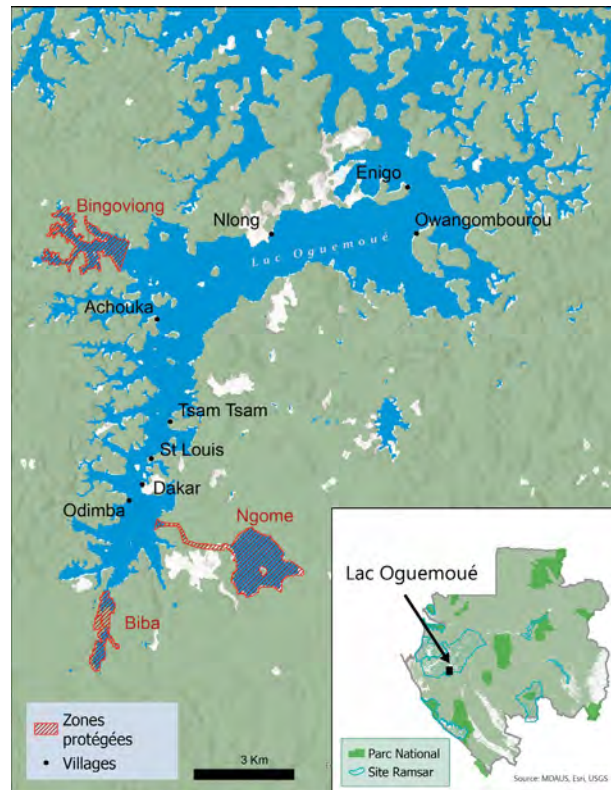 Enigo
Bingoviong
Nlong
Owangombourou
Luc Oguemoué
Achouka
Tsam Tsam
St Louis
Dakar
Odimba
Ngome
Biba
Zones
protégées
Villages
3 Km
Lac Oguemoué
Parc National
Site Ramsar
Source: MDAUS, Esri, USGS